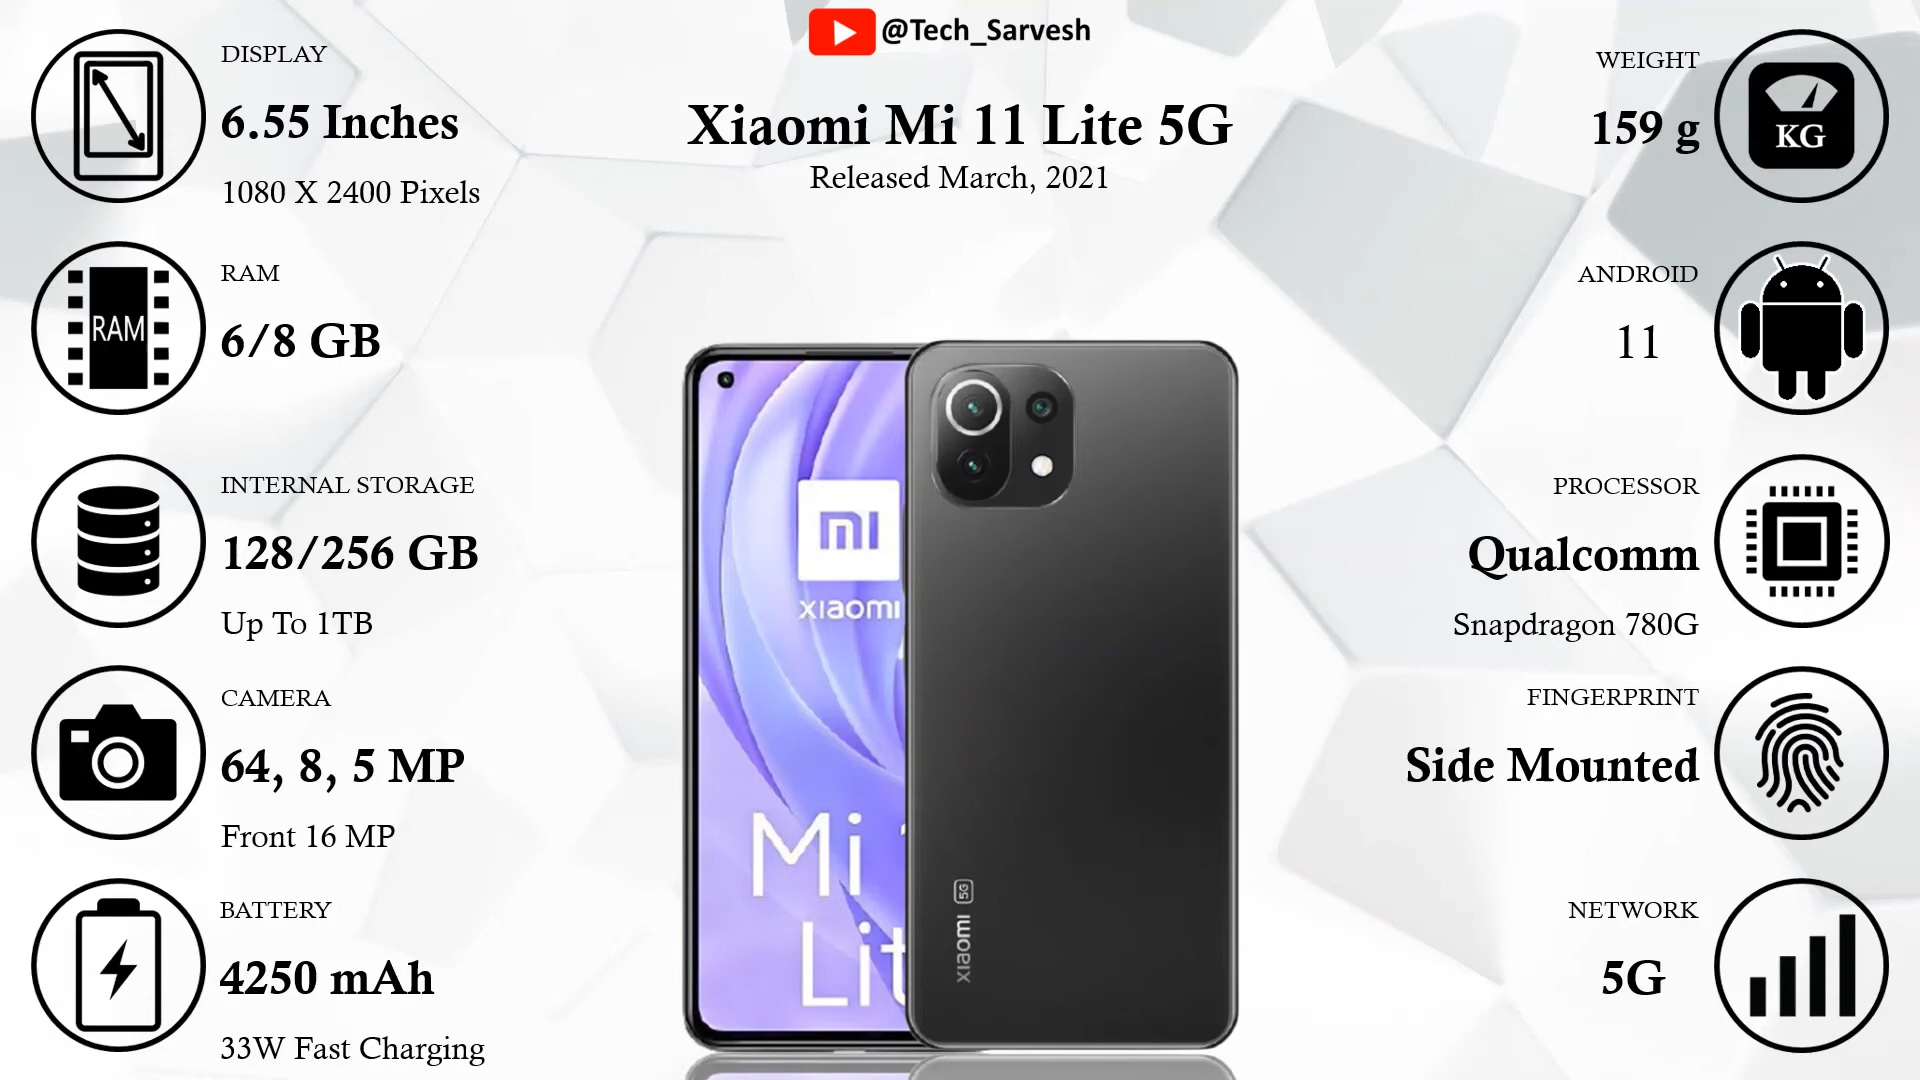 @Tech_Sarvesh
Xiaomi Mi 11 Lite 5G
Released March, 2021
DISPLAY
6.55 Inches
1080 X 2400 Pixels
RAM
RAM
6/8 GB
INTERNAL STORAGE
128/256 GB
Up To 1TB
CAMERA
64, 8, 5 MP
Front 16 MP
BATTERY
4250 mAh
33W Fast Charging
mi
xiaomi
Mi 1
Lit
xiaomi 5G
WEIGHT
159 g
KG
ANDROID
11
PROCESSOR
Qualcomm
Snapdragon 780G
FINGERPRINT
Side Mounted
NETWORK
5G